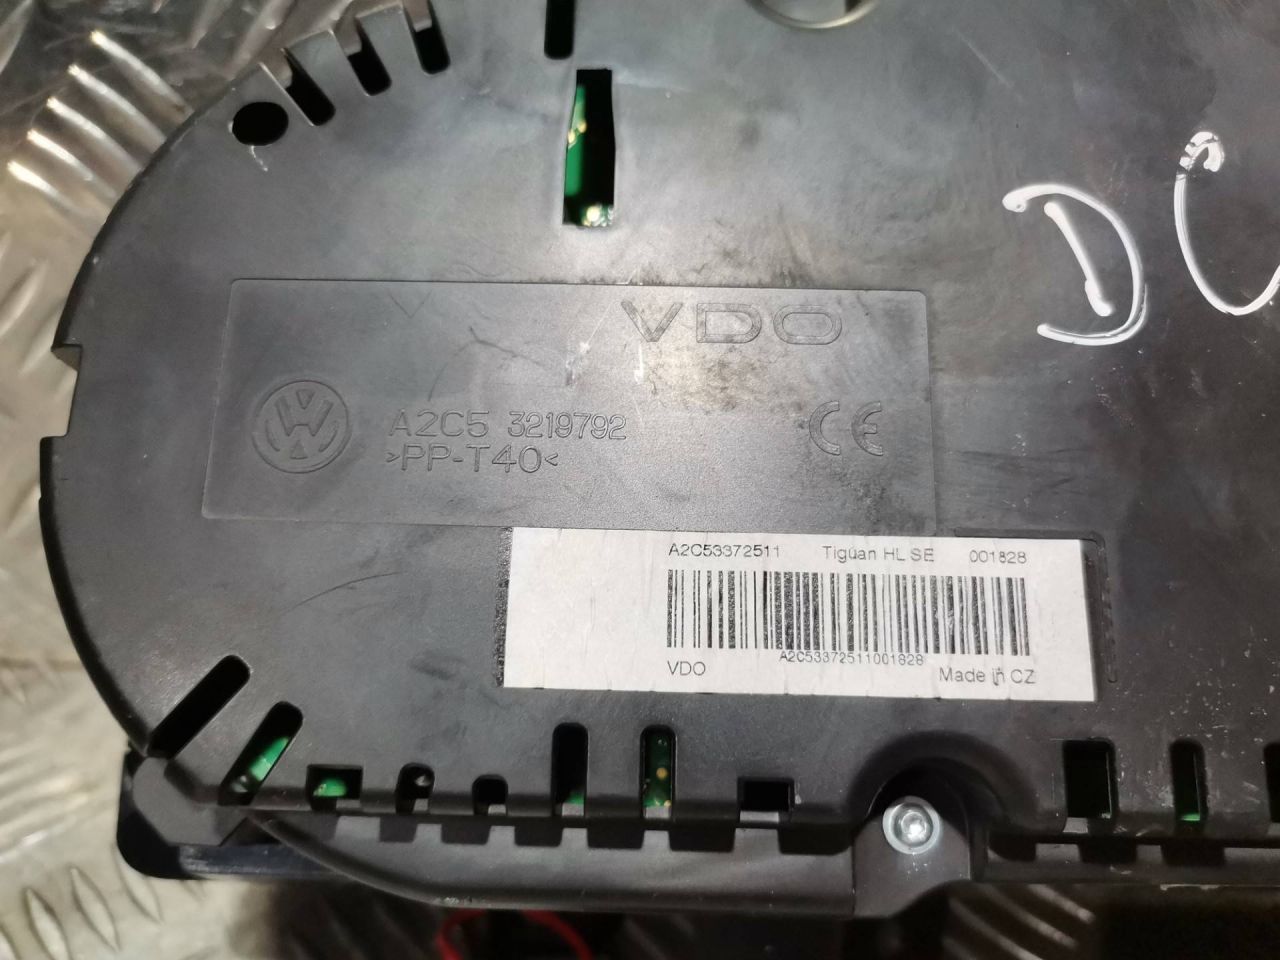 DC
VDO
A2C5 3219792
>PP-T40<
CE
A2C53372511 Tiguan HL SE 001828
A2C53372511001828
VDO Made in CZ